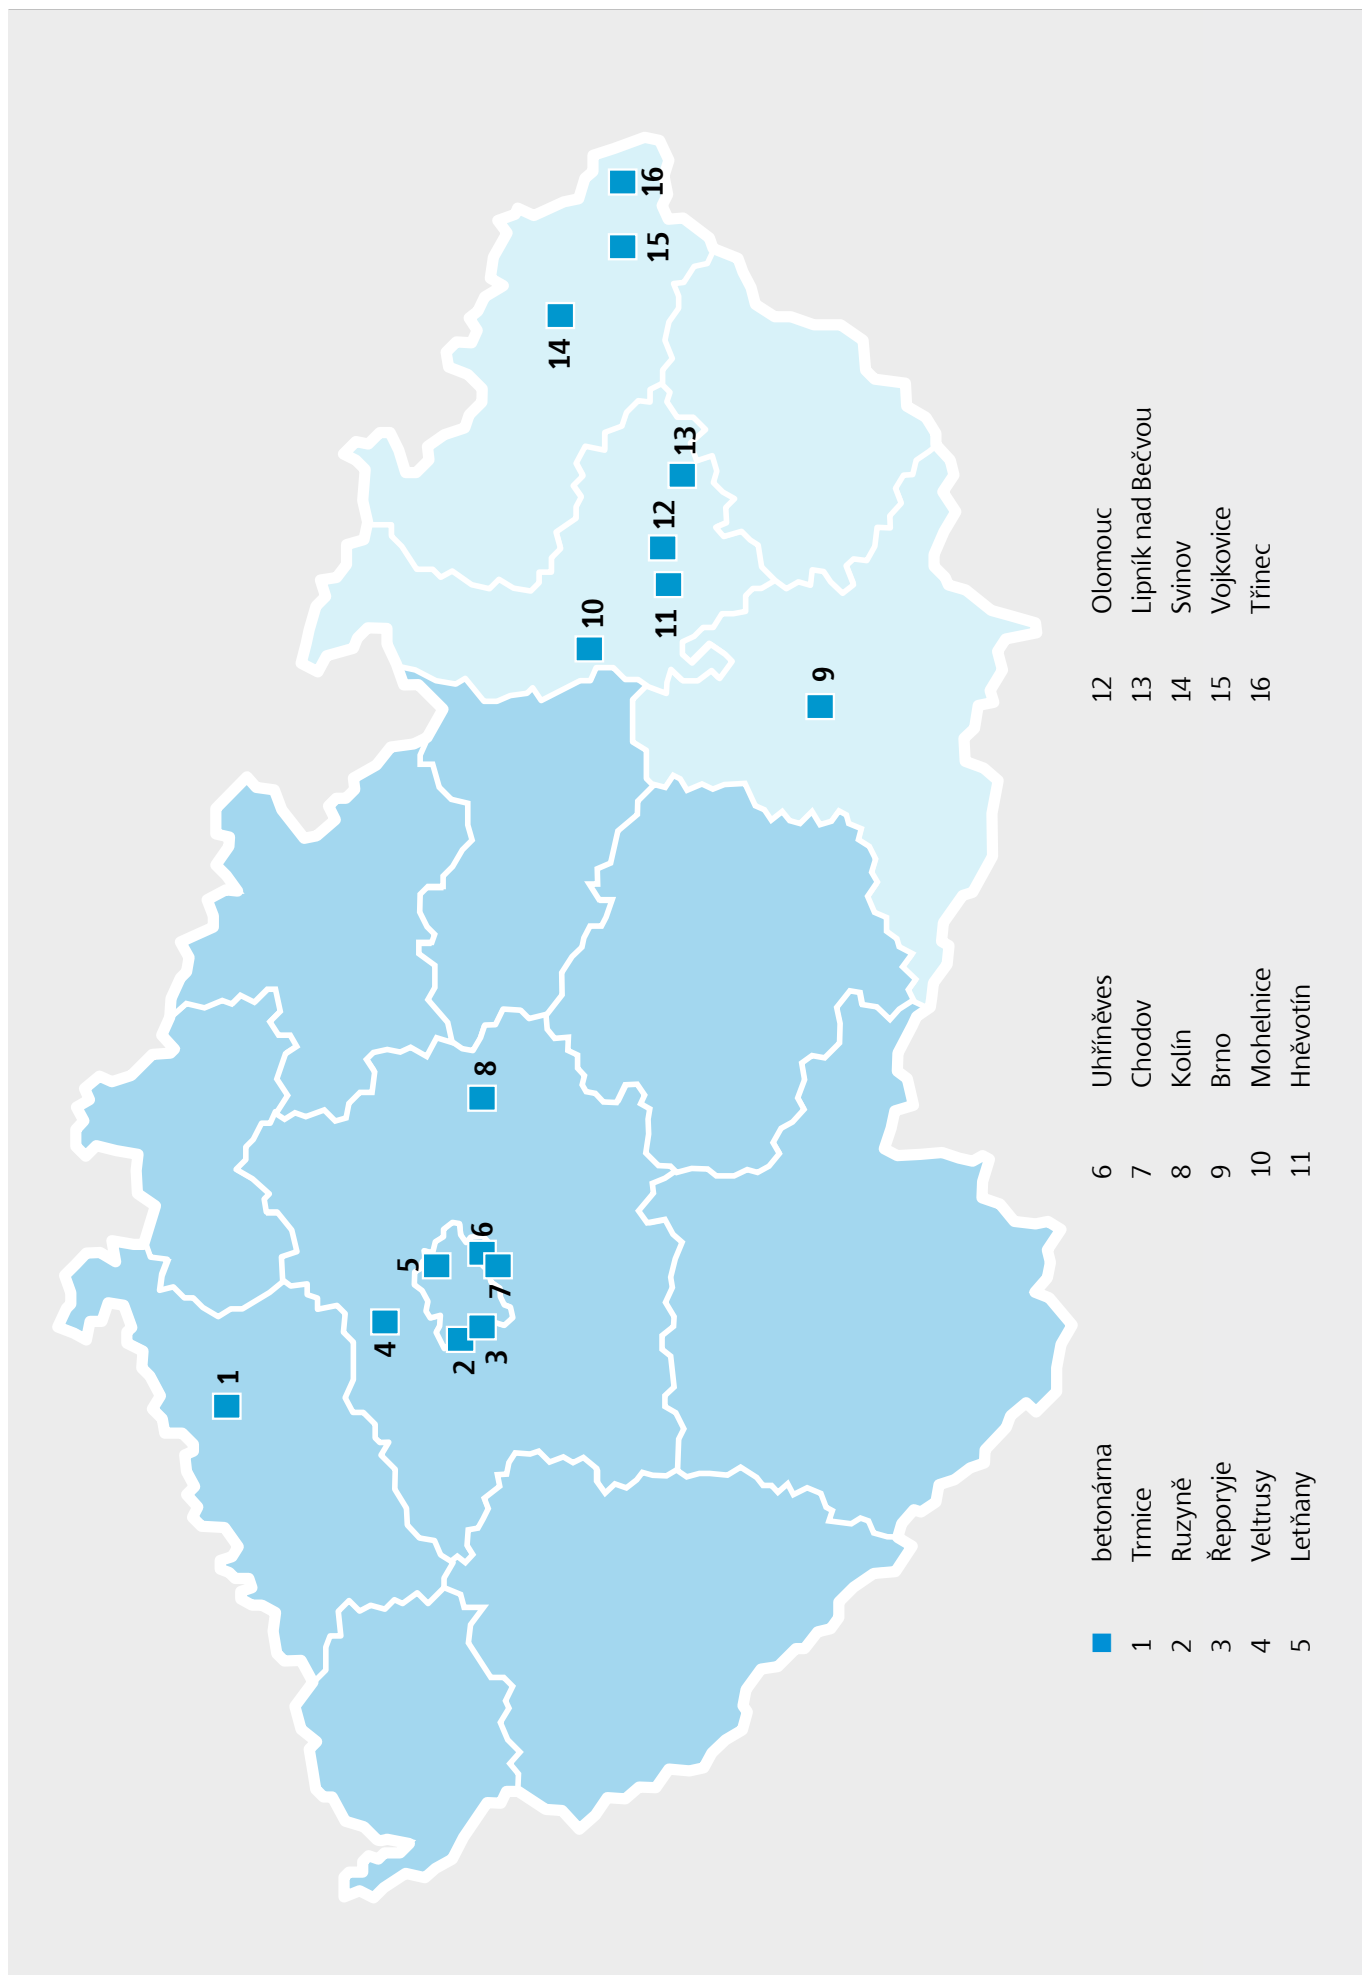 1
2
3
4
5
6
7
8
9
10
11
12
13
14
15
16
betonárna
1 Trmice
2 Ruzyně
3 Řeporyje
4 Veltrusy
5 Letňany
6 Uhříněves
7 Chodov
8 Kolín
9 Brno
10 Mohelnice
11 Hněvotín
12 Olomouc
13 Lipník nad Bečvou
14 Svinov
15 Vojkovice
16 Třinec